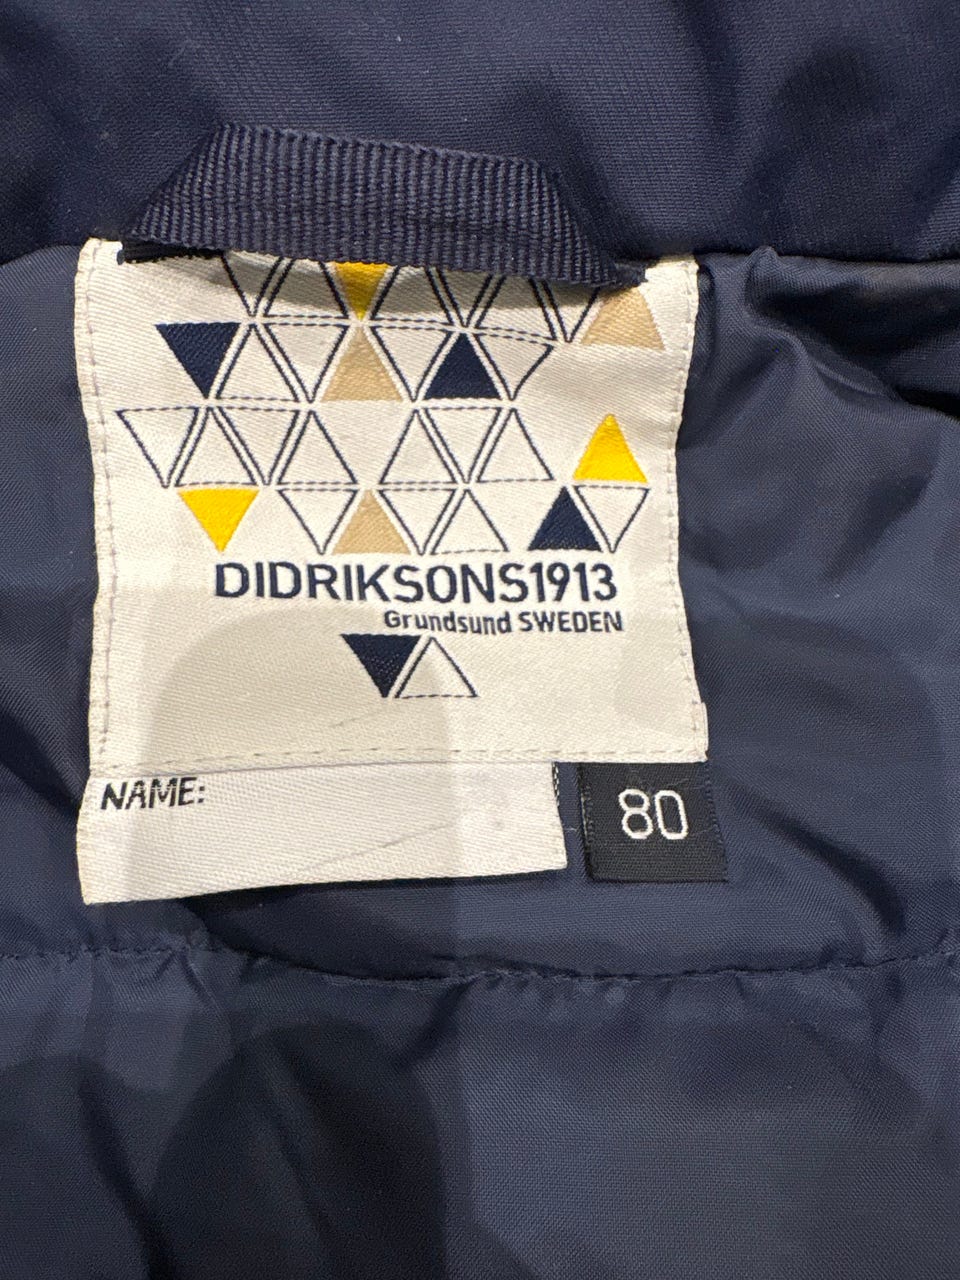 DIDRIKSONS1913
Grundsund SWEDEN
NAME:
80